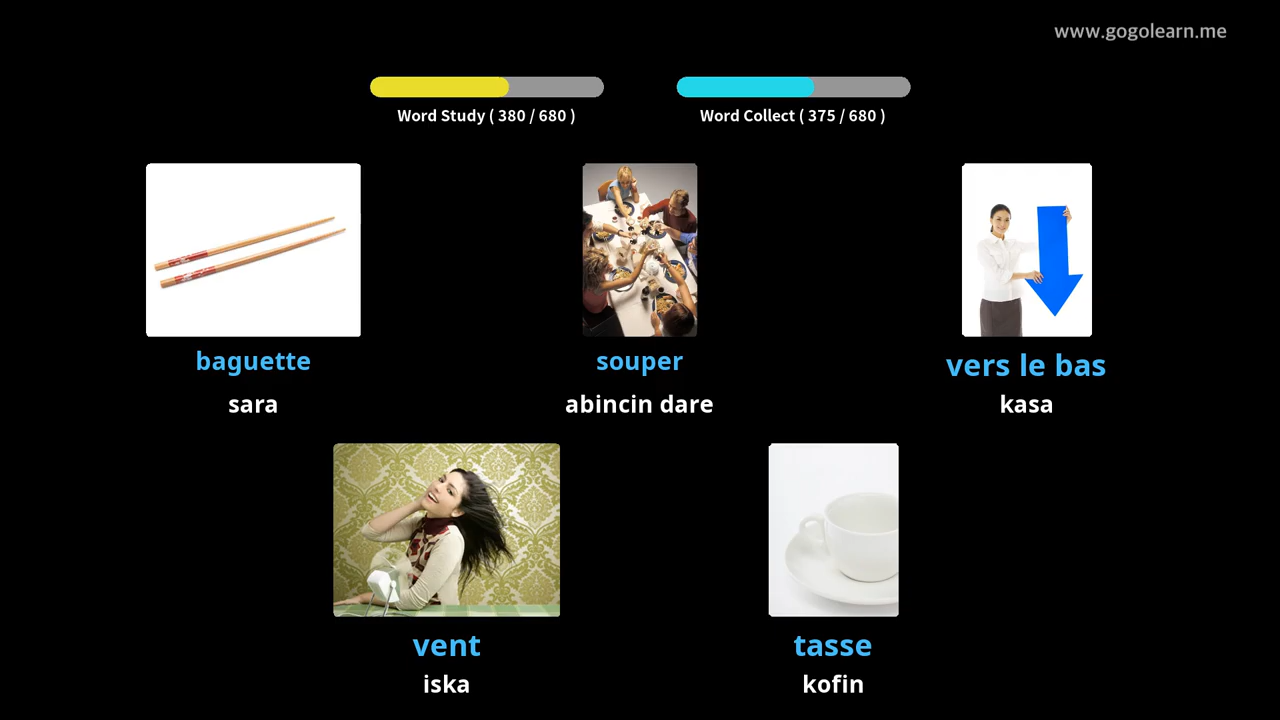 www.gogolearn.me
Word Study ( 380 / 680 )
Word Collect ( 375 / 680 )
baguette
souper
vers le bas
sara
abincin dare
kasa
vent
tasse
iska
kofin